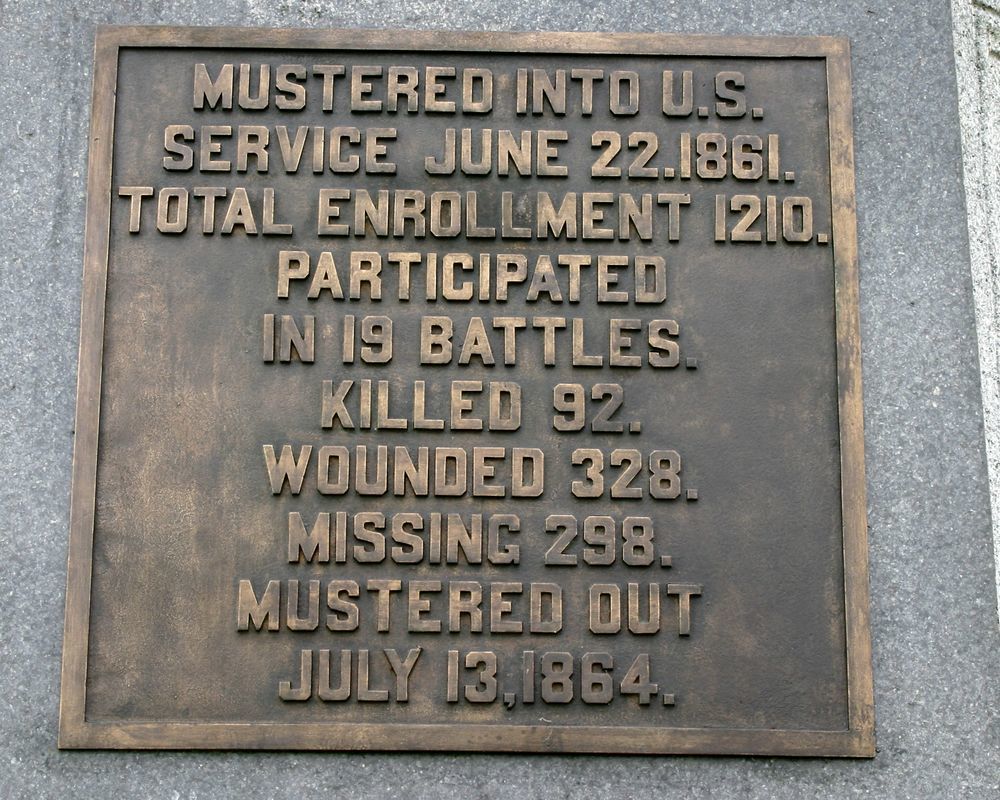 MUSTERED INTO U.S.
SERVICE JUNE 22.1861.
TOTAL ENROLLMENT 1210.
PARTICIPATED
IN 19 BATTLES.
KILLED 92.
WOUNDED 328.
MISSING 298.
MUSTERED OUT
JULY 13,1864.